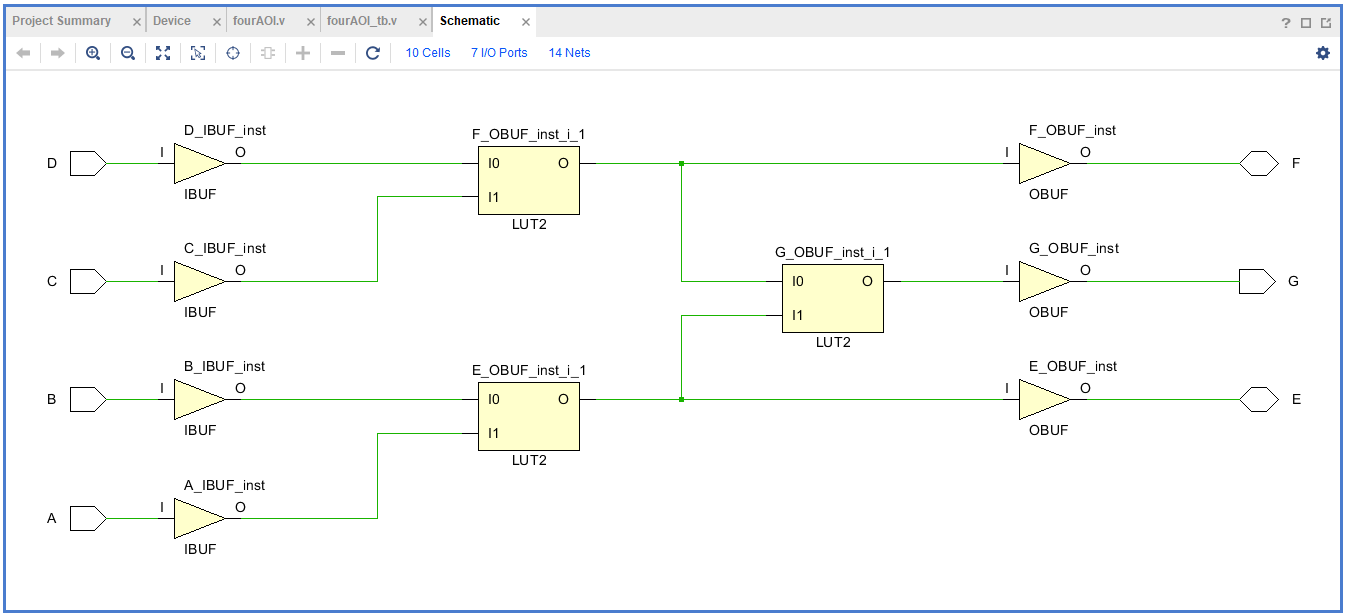 Project Summary × Device × fourAOI.v × fourAOI_tb.v × Schematic × ?
10 Cells 7 I/O Ports 14 Nets
D_IBUF_inst F_OBUF_inst_i_1 F_OBUF_inst
D I O I0 O I O F
IBUF I1 OBUF
LUT2
C_IBUF_inst G_OBUF_inst_i_1 G_OBUF_inst
C I O I0 O I O G
IBUF I1 OBUF
LUT2
B_IBUF_inst E_OBUF_inst_i_1 E_OBUF_inst
B I O I0 O I O E
IBUF I1 OBUF
LUT2
A_IBUF_inst
A I O
IBUF